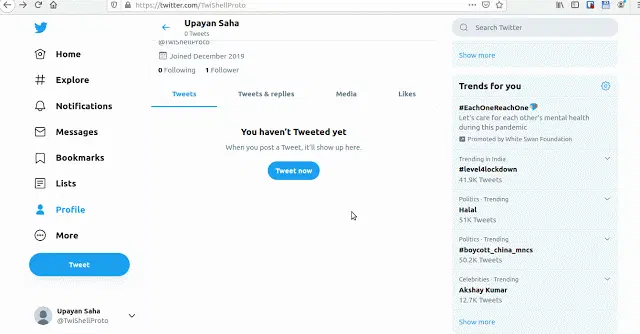 https://twitter.com/TwiShellProto
Upayan Saha
0 Tweets
@TwiShellProto
Joined December 2019
0 Following 1 Follower
Tweets Tweets & replies Media Likes
You haven't Tweeted yet
When you post a Tweet, it'll show up here.
Tweet now
Home
Explore
Notifications
Messages
Bookmarks
Lists
Profile
More
Tweet
Upayan Saha
@TwiShellProto
Search Twitter
Show more
Trends for you
#EachOneReachOne
Let's care for each other's mental health
during this pandemic
Promoted by White Swan Foundation
Trending in India
#level4lockdown
41.9K Tweets
Politics · Trending
Halal
51K Tweets
Politics · Trending
#boycott_china_mncs
50.2K Tweets
Celebrities · Trending
Akshay Kumar
12.7K Tweets
Show more